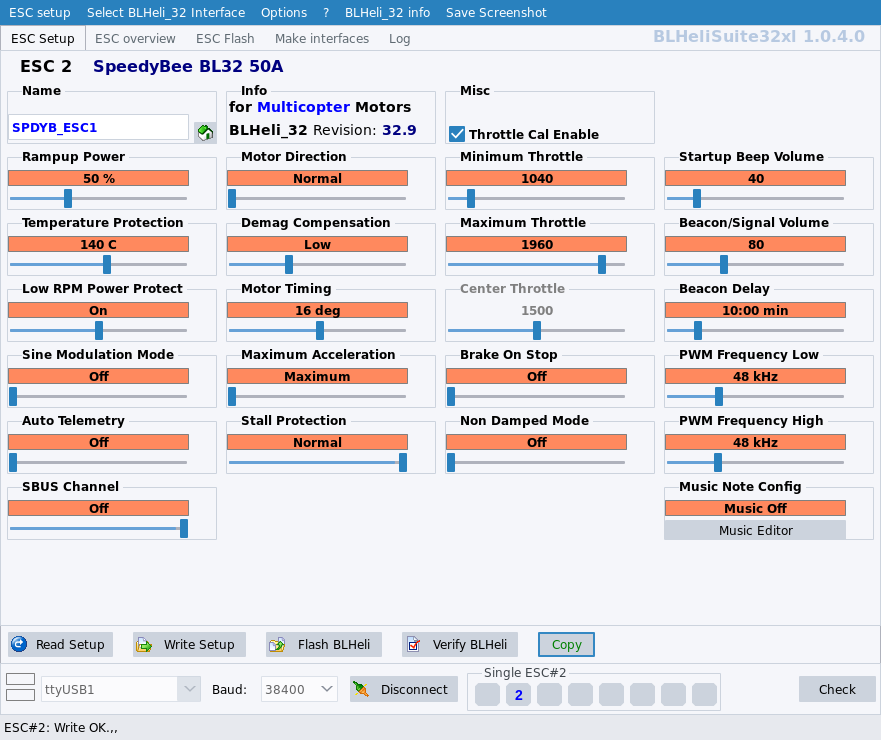 ESC setup Select BLHeli_32 Interface Options ? BLHeli_32 info Save Screenshot
ESC Setup ESC overview ESC Flash Make interfaces Log BLHeliSuite32xl 1.0.4.0
ESC 2 SpeedyBee BL32 50A
Name Info Misc
for Multicopter Motors
SPDYB_ESC1 BLHeli_32 Revision: 32.9 Throttle Cal Enable
Rampup Power Motor Direction Minimum Throttle Startup Beep Volume
50 % Normal 1040 40
Temperature Protection Demag Compensation Maximum Throttle Beacon/Signal Volume
140 C Low 1960 80
Low RPM Power Protect Motor Timing Center Throttle Beacon Delay
On 16 deg 1500 10:00 min
Sine Modulation Mode Maximum Acceleration Brake On Stop PWM Frequency Low
Off Maximum Off 48 kHz
Auto Telemetry Stall Protection Non Damped Mode PWM Frequency High
Off Normal Off 48 kHz
SBUS Channel Music Note Config
Off Music Off
Music Editor
Read Setup Write Setup Flash BLHeli Verify BLHeli Copy
Single ESC#2
ttyUSB1 Baud: 38400 Disconnect 2 Check
ESC#2: Write OK.,,